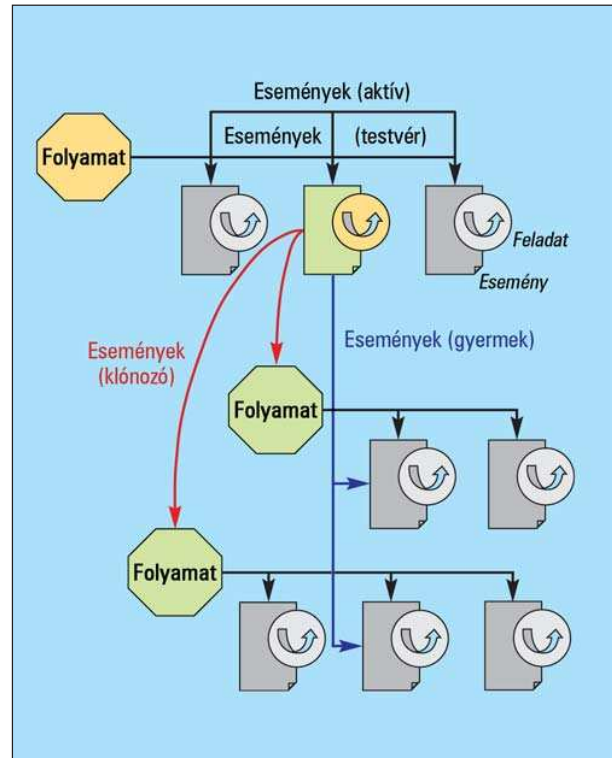 Események (aktív)
Események (testvér)
Folyamat
Feladat
Esemény
Események
(klónozó)
Események (gyermek)
Folyamat
Folyamat